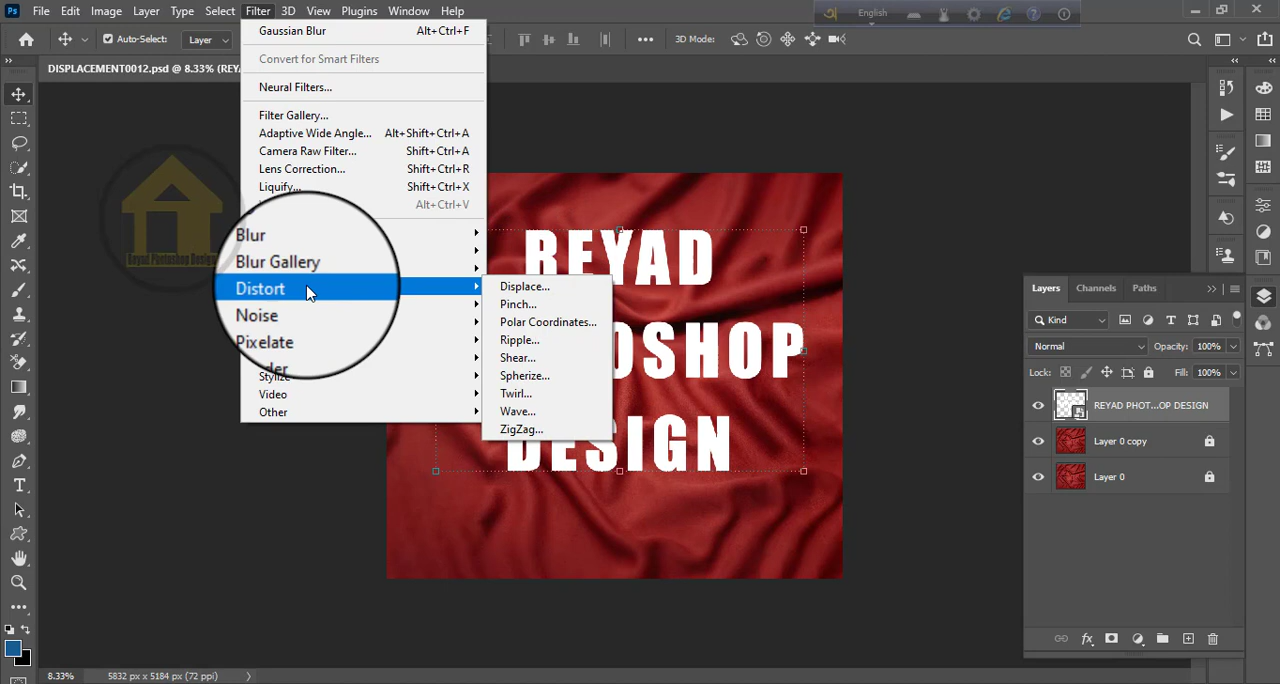 Ps File Edit Image Layer Type Select Filter 3D View Plugins Window Help
English
Auto-Select: Layer
3D Mode:
DISPLACEMENT0012.psd @ 8.33% (REYA
Gaussian Blur Alt+Ctrl+F
Convert for Smart Filters
Neural Filters...
Filter Gallery...
Adaptive Wide Angle... Alt+Shift+Ctrl+A
Camera Raw Filter... Shift+Ctrl+A
Lens Correction... Shift+Ctrl+R
Liquify... Shift+Ctrl+X
Alt+Ctrl+V
Blur
Blur Gallery
Distort
Noise
Pixelate
Stylize
Video
Other
Displace...
Pinch...
Polar Coordinates...
Ripple...
Shear...
Spherize...
Twirl...
Wave...
ZigZag...
Reyad Photoshop Design
REYAD
OSHOP
DESIGN
Layers Channels Paths
Kind
Normal Opacity: 100%
Lock: Fill: 100%
REYAD PHOT...OP DESIGN
Layer 0 copy
Layer 0
8.33% 5832 px x 5184 px (72 ppi)